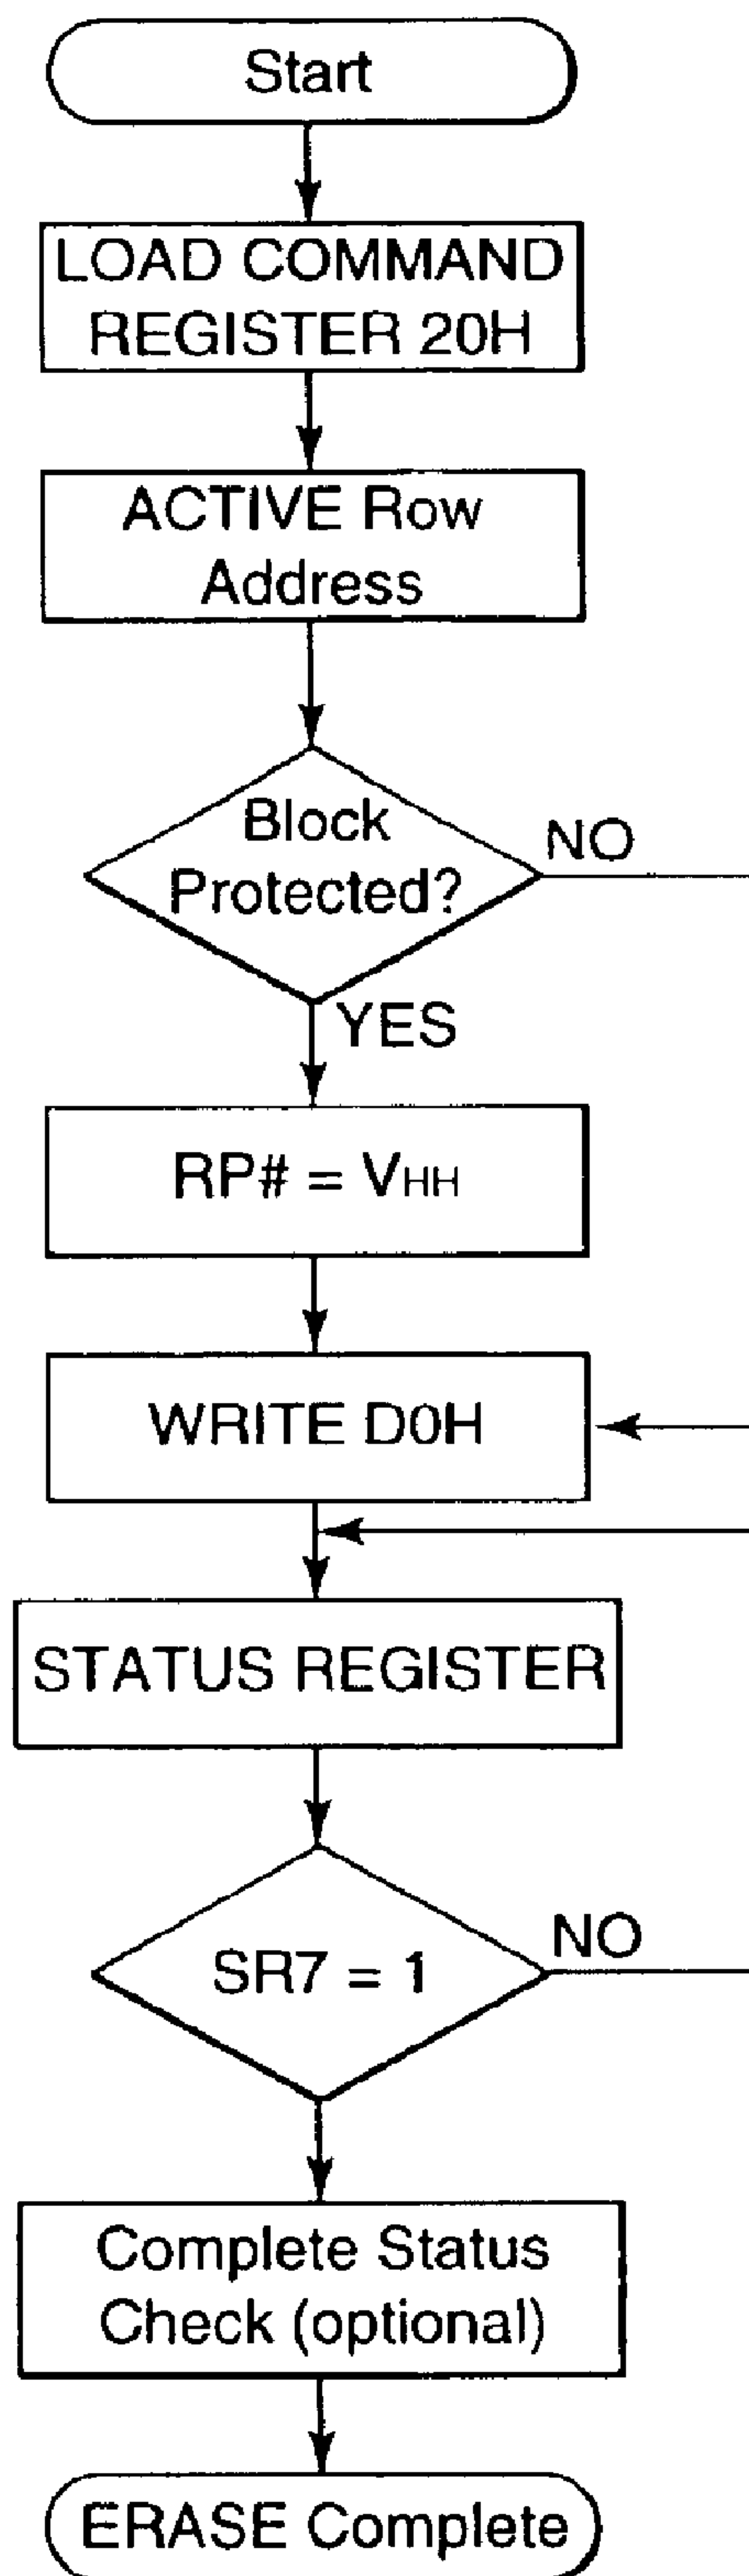 Start
LOAD COMMAND
REGISTER 20H
ACTIVE Row
Address
Block
Protected?
NO
YES
RP# = VHH
WRITE D0H
STATUS REGISTER
SR7 = 1
NO
Complete Status
Check (optional)
ERASE Complete